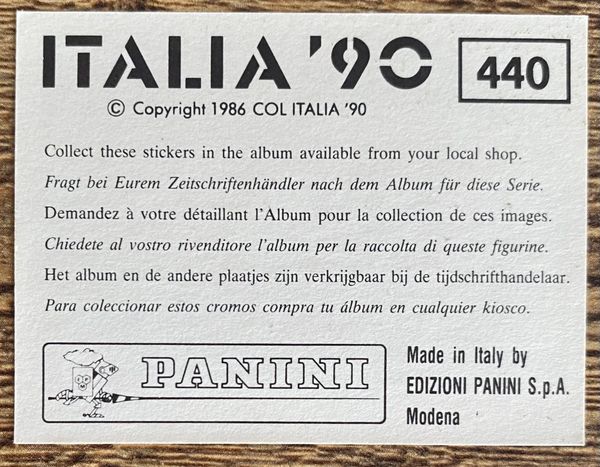 ITALIA '90
440
© Copyright 1986 COL ITALIA '90
Collect these stickers in the album available from your local shop.
Fragt bei Eurem Zeitschriftenhändler nach dem Album für diese Serie.
Demandez à votre détaillant l'Album pour la collection de ces images.
Chiedete al vostro rivenditore l'album per la raccolta di queste figurine.
Het album en de andere plaatjes zijn verkrijgbaar bij de tijdschrifthandelaar.
Para coleccionar estos cromos compra tu álbum en cualquier kiosco.
PANINI
Made in Italy by
EDIZIONI PANINI S.p.A.
Modena